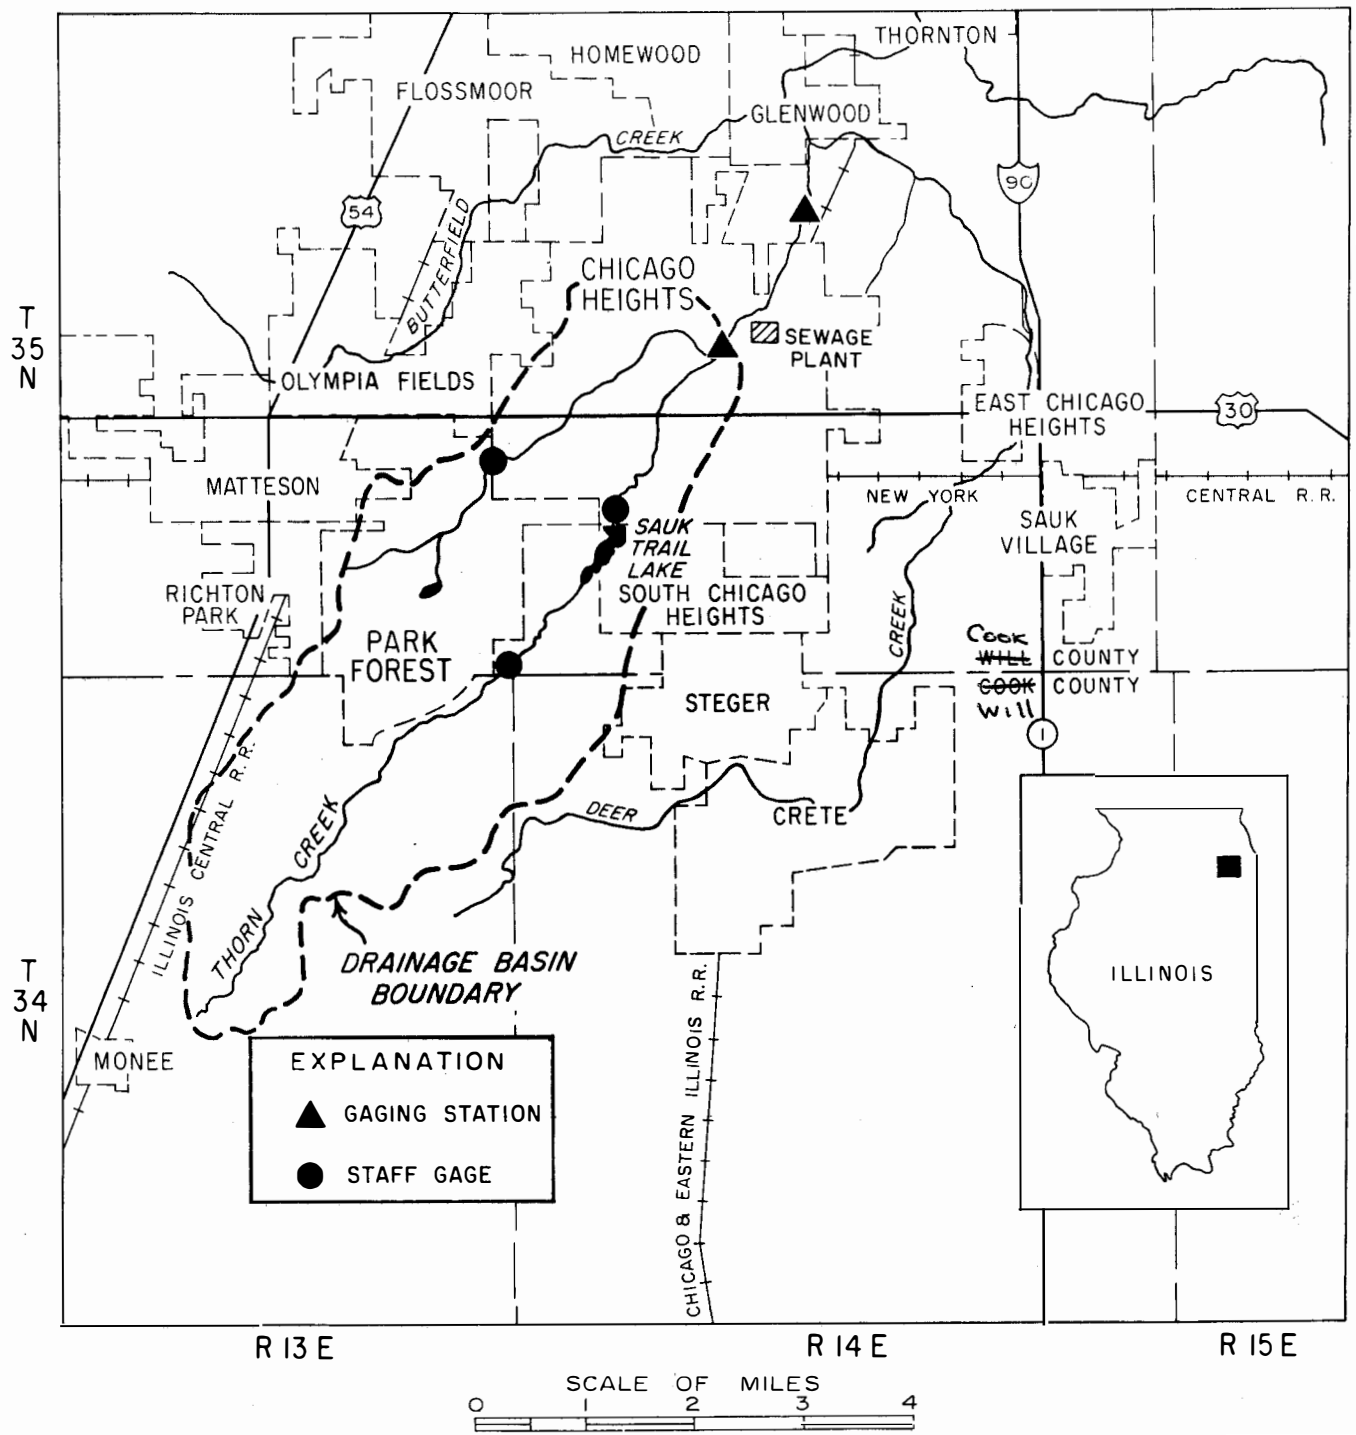 THORNTON
HOMEWOOD
FLOSSMOOR
GLENWOOD
CREEK
90
54
BUTTERFIELD
CHICAGO
HEIGHTS
T
35
N
SEWAGE
PLANT
OLYMPIA FIELDS
EAST CHICAGO
HEIGHTS
30
MATTESON
NEW YORK
CENTRAL R.R.
SAUK
TRAIL
LAKE
SAUK
VILLAGE
RICHTON
PARK
SOUTH CHICAGO
HEIGHTS
CREEK
PARK
FOREST
Cook
WILL COUNTY
COOK COUNTY
Will
STEGER
1
ILLINOIS CENTRAL R.R.
THORN CREEK
DEER
CRETE
DRAINAGE BASIN
BOUNDARY
T
34
N
ILLINOIS
MONEE
EXPLANATION
GAGING STATION
STAFF GAGE
CHICAGO & EASTERN ILLINOIS R.R.
R 13 E
R 14 E
R 15 E
SCALE OF MILES
0 1 2 3 4